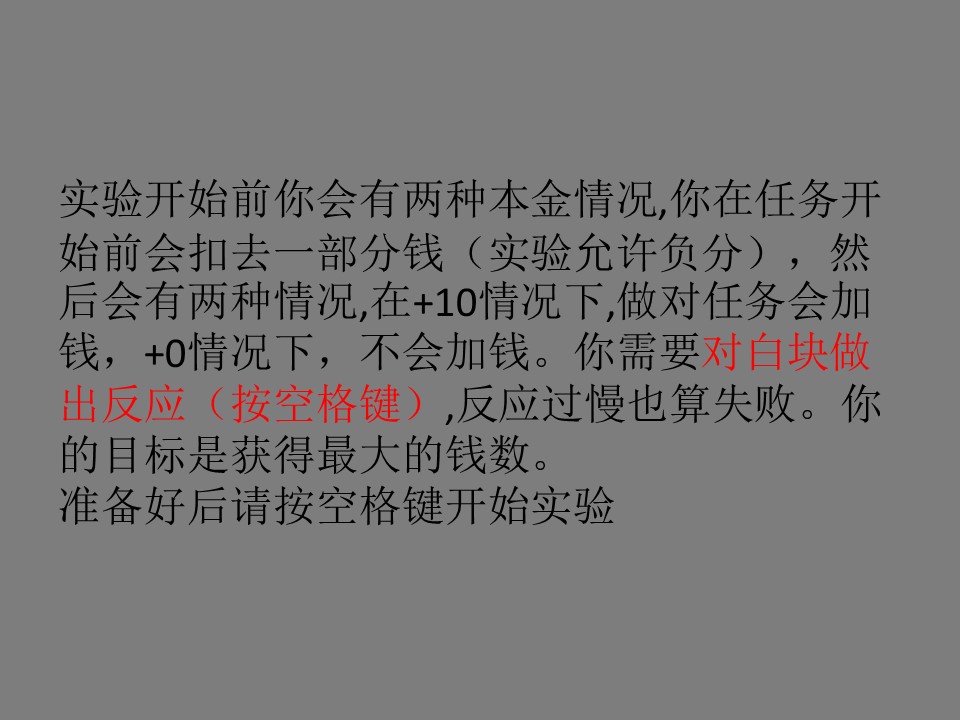 实验开始前你会有两种本金情况,你在任务开
始前会扣去一部分钱（实验允许负分），然
后会有两种情况,在+10情况下,做对任务会加
钱，+0情况下，不会加钱。你需要对白块做
出反应（按空格键）,反应过慢也算失败。你
的目标是获得最大的钱数。
准备好后请按空格键开始实验